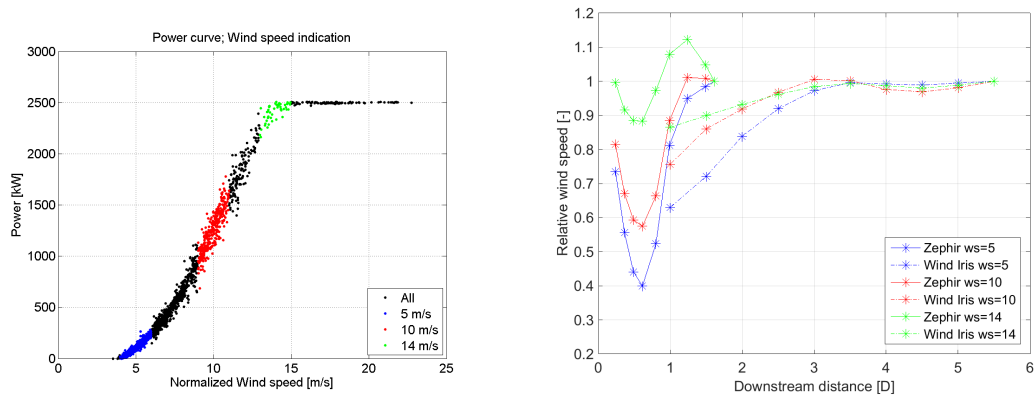 Power curve; Wind speed indication
3000
2500
2000
1500
1000
500
0
Power [kW]
All
5 m/s
10 m/s
14 m/s
0 5 10 15 20 25
Normalized Wind speed [m/s]
1.2
1.1
1
0.9
0.8
0.7
0.6
0.5
0.4
0.3
0.2
Relative wind speed [-]
Zephir ws=5
Wind Iris ws=5
Zephir ws=10
Wind Iris ws=10
Zephir ws=14
Wind Iris ws=14
0 1 2 3 4 5 6
Downstream distance [D]